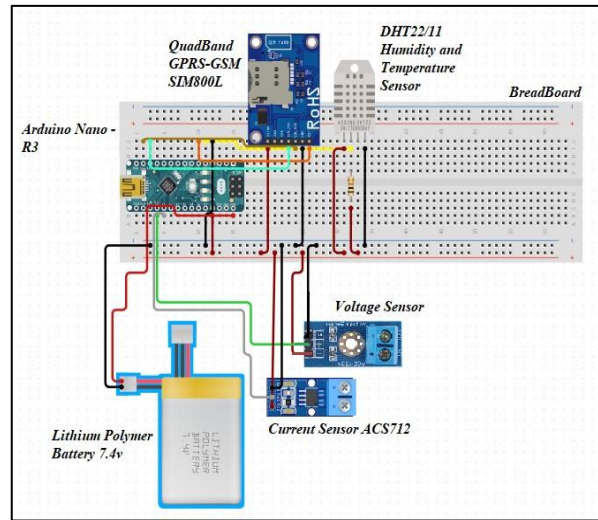 QuadBand
GPRS-GSM
SIM800L
DHT22/11
Humidity and
Temperature
Sensor
BreadBoard
Arduino Nano -
R3
RoHS
Voltage Sensor
Current Sensor ACS712
Lithium Polymer
Battery 7.4v
LITHIUM
POLYMER
BATTERY
7.4V